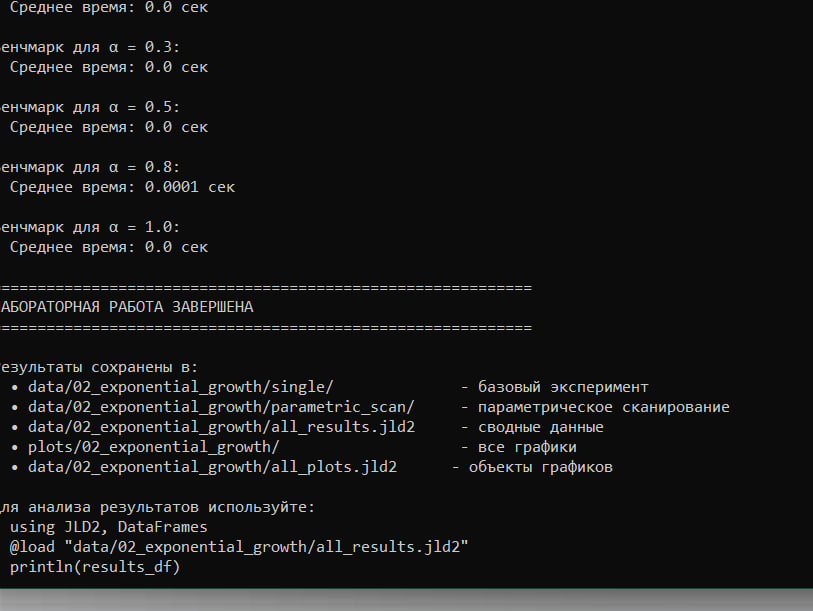 Среднее время: 0.0 сек
енчмарк для α = 0.3:
Среднее время: 0.0 сек
енчмарк для α = 0.5:
Среднее время: 0.0 сек
енчмарк для α = 0.8:
Среднее время: 0.0001 сек
енчмарк для α = 1.0:
Среднее время: 0.0 сек
============================================================
АБОРАТОРНАЯ РАБОТА ЗАВЕРШЕНА
============================================================
езультаты сохранены в:
• data/02_exponential_growth/single/ - базовый эксперимент
• data/02_exponential_growth/parametric_scan/ - параметрическое сканирование
• data/02_exponential_growth/all_results.jld2 - сводные данные
• plots/02_exponential_growth/ - все графики
• data/02_exponential_growth/all_plots.jld2 - объекты графиков
ля анализа результатов используйте:
using JLD2, DataFrames
@load "data/02_exponential_growth/all_results.jld2"
println(results_df)